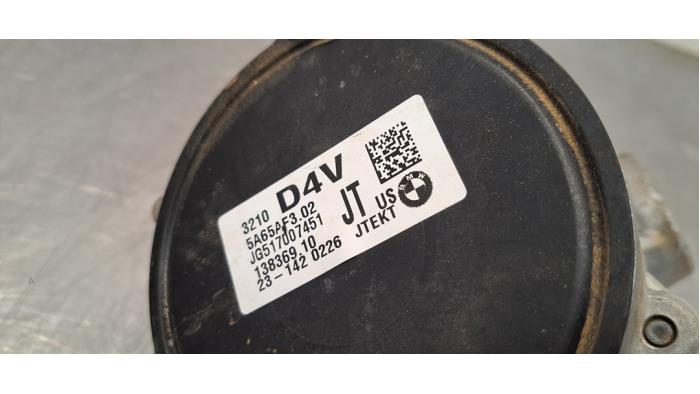 3210 D4V
5A65AF3.02
JG517007451
138369.10
23-142 0226
JT US
JTEKT
BMW